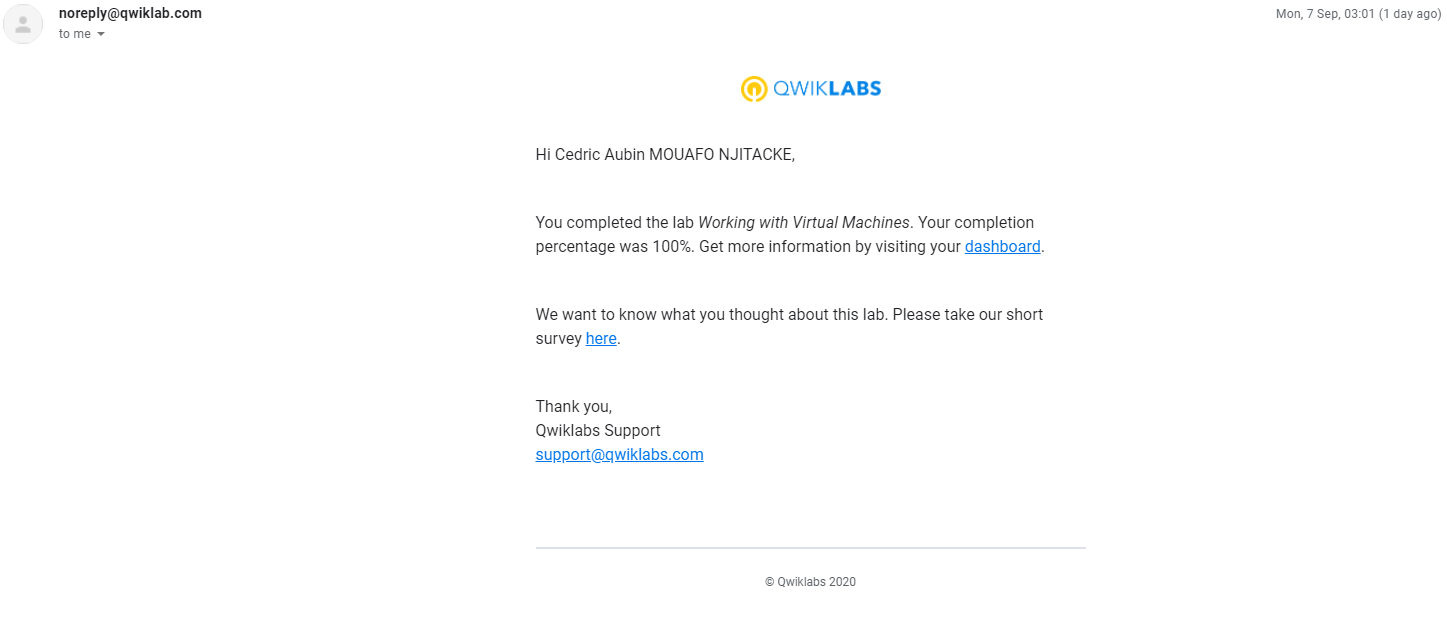 noreply@qwiklab.com
Mon, 7 Sep, 03:01 (1 day ago)
to me
QWIKLABS
Hi Cedric Aubin MOUAFO NJITACKE,
You completed the lab Working with Virtual Machines. Your completion
percentage was 100%. Get more information by visiting your dashboard.
We want to know what you thought about this lab. Please take our short
survey here.
Thank you,
Qwiklabs Support
support@qwiklabs.com
© Qwiklabs 2020